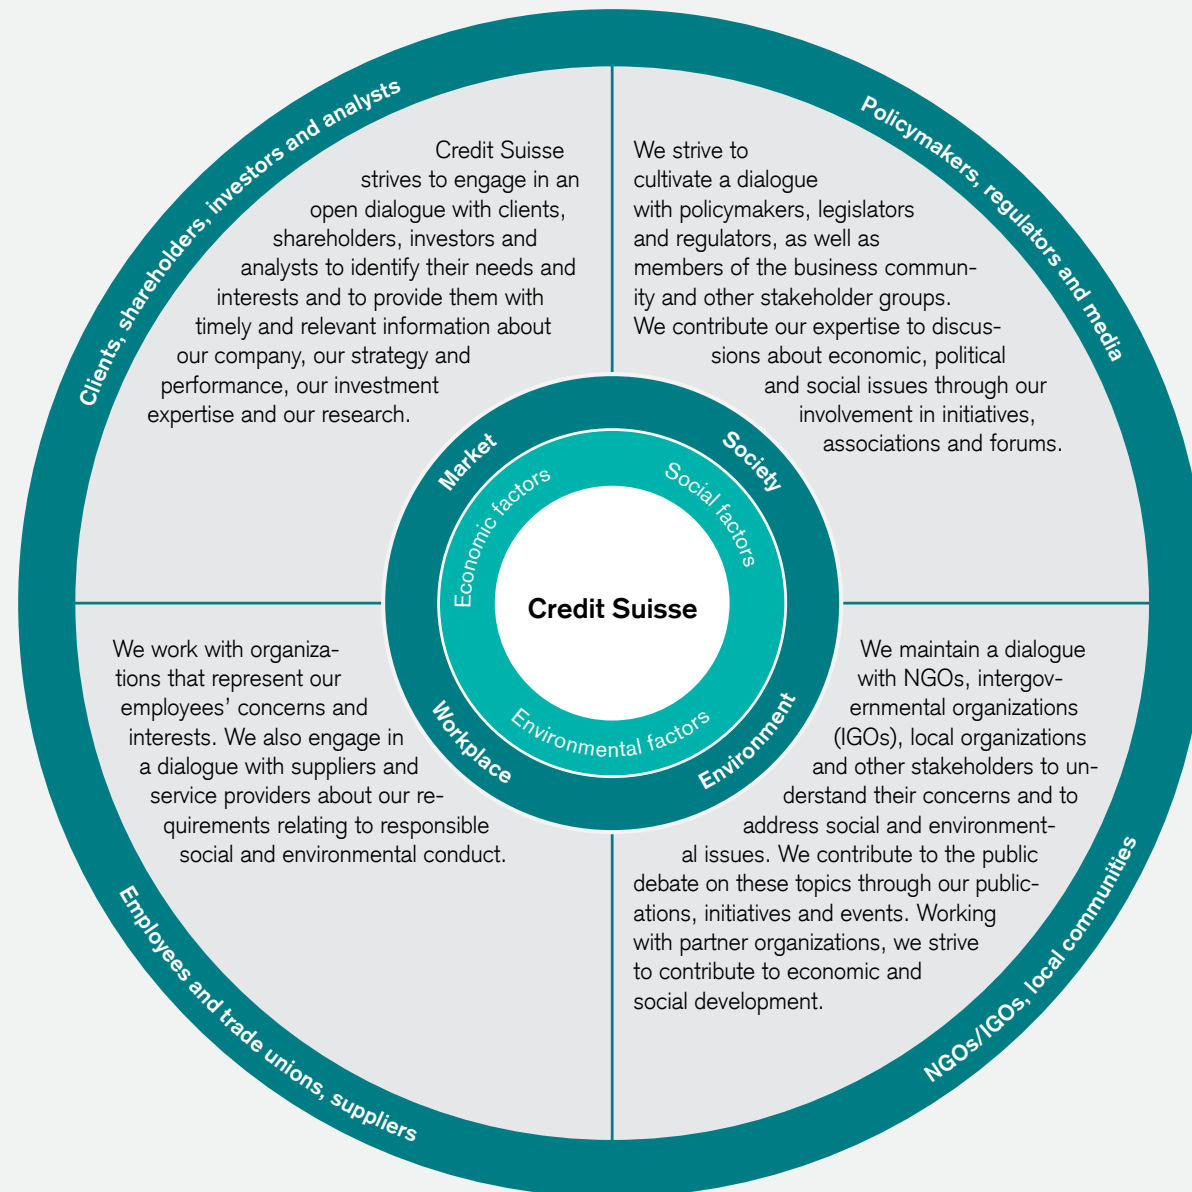 Clients, shareholders, investors and analysts
Credit Suisse
strives to engage in an
open dialogue with clients,
shareholders, investors and
analysts to identify their needs and
interests and to provide them with
timely and relevant information about
our company, our strategy and
performance, our investment
expertise and our research.
Policymakers, regulators and media
We strive to
cultivate a dialogue
with policymakers, legislators
and regulators, as well as
members of the business commun-
ity and other stakeholder groups.
We contribute our expertise to discus-
sions about economic, political
and social issues through our
involvement in initiatives,
associations and forums.
Market
Society
Economic factors
Social factors
Credit Suisse
Environmental factors
Workplace
Environment
We work with organiza-
tions that represent our
employees’ concerns and
interests. We also engage in
a dialogue with suppliers and
service providers about our re-
quirements relating to responsible
social and environmental conduct.
Employees and trade unions, suppliers
We maintain a dialogue
with NGOs, intergov-
ernmental organizations
(IGOs), local organizations
and other stakeholders to un-
derstand their concerns and to
address social and environment-
al issues. We contribute to the public
debate on these topics through our public-
ations, initiatives and events. Working
with partner organizations, we strive
to contribute to economic and
social development.
NGOs/IGOs, local communities